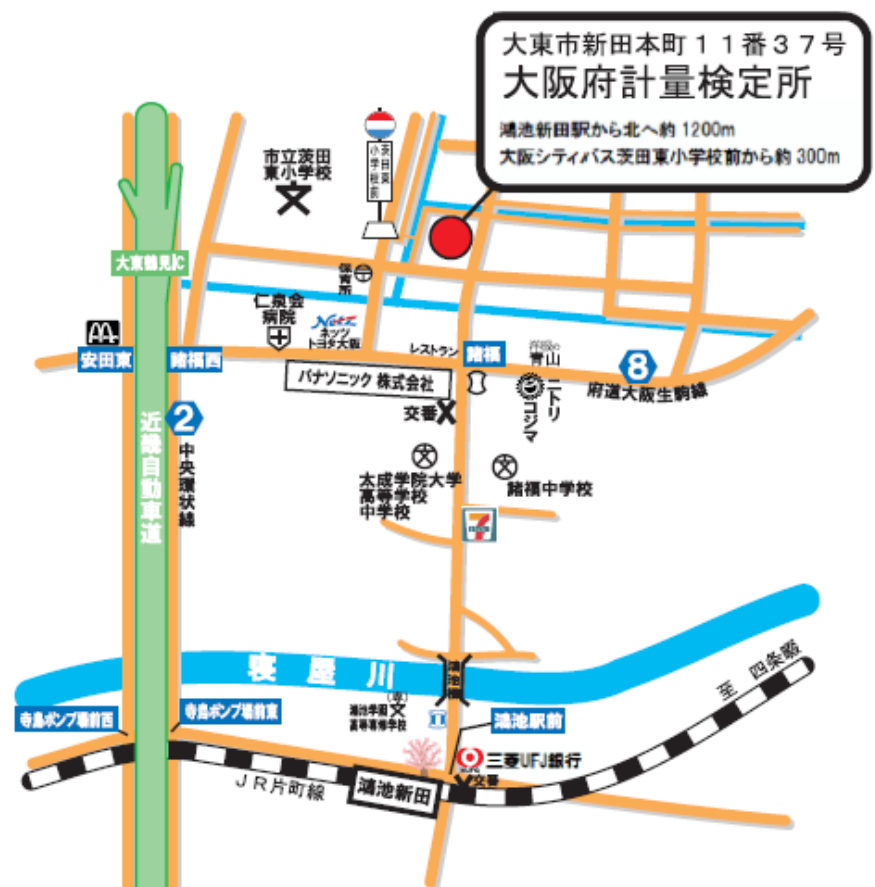 大東市新田本町１１番３７号
大阪府計量検定所
鴻池新田駅から北へ約 1200m
大阪シティバス茨田東小学校前から約 300m
市立茨田
東小学校
茨田東
小学校前
大東鶴見IC
保育所
仁泉会
病院
Netz
ネッツ
トヨタ大阪
レストラン
諸福
洋服の
青山
安田東
諸福西
パナソニック 株式会社
8
府道大阪生駒線
ニトリ
コジマ
交番
2
中央環状線
近畿自動車道
太成学院大学
高等学校
中学校
諸福中学校
7
寝屋川
鴻池橋
至 四条畷
寺島ポンプ場前西
寺島ポンプ場前東
(専)
鴻池学園
高等専修学校
鴻池駅前
三菱UFJ銀行
交番
JR片町線
鴻池新田